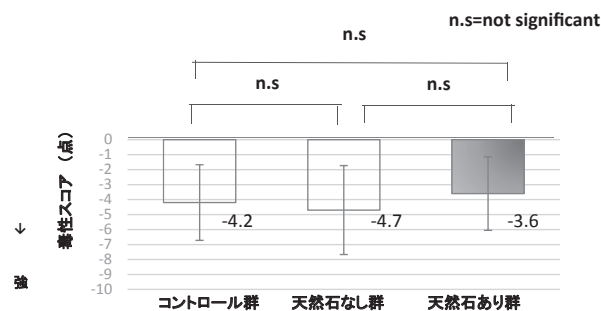 n.s=not significant
n.s
n.s
n.s
毒性スコア （点）
← 強
0
-1
-2
-3
-4
-5
-6
-7
-8
-9
-10
-4.2
-4.7
-3.6
コントロール群
天然石なし群
天然石あり群